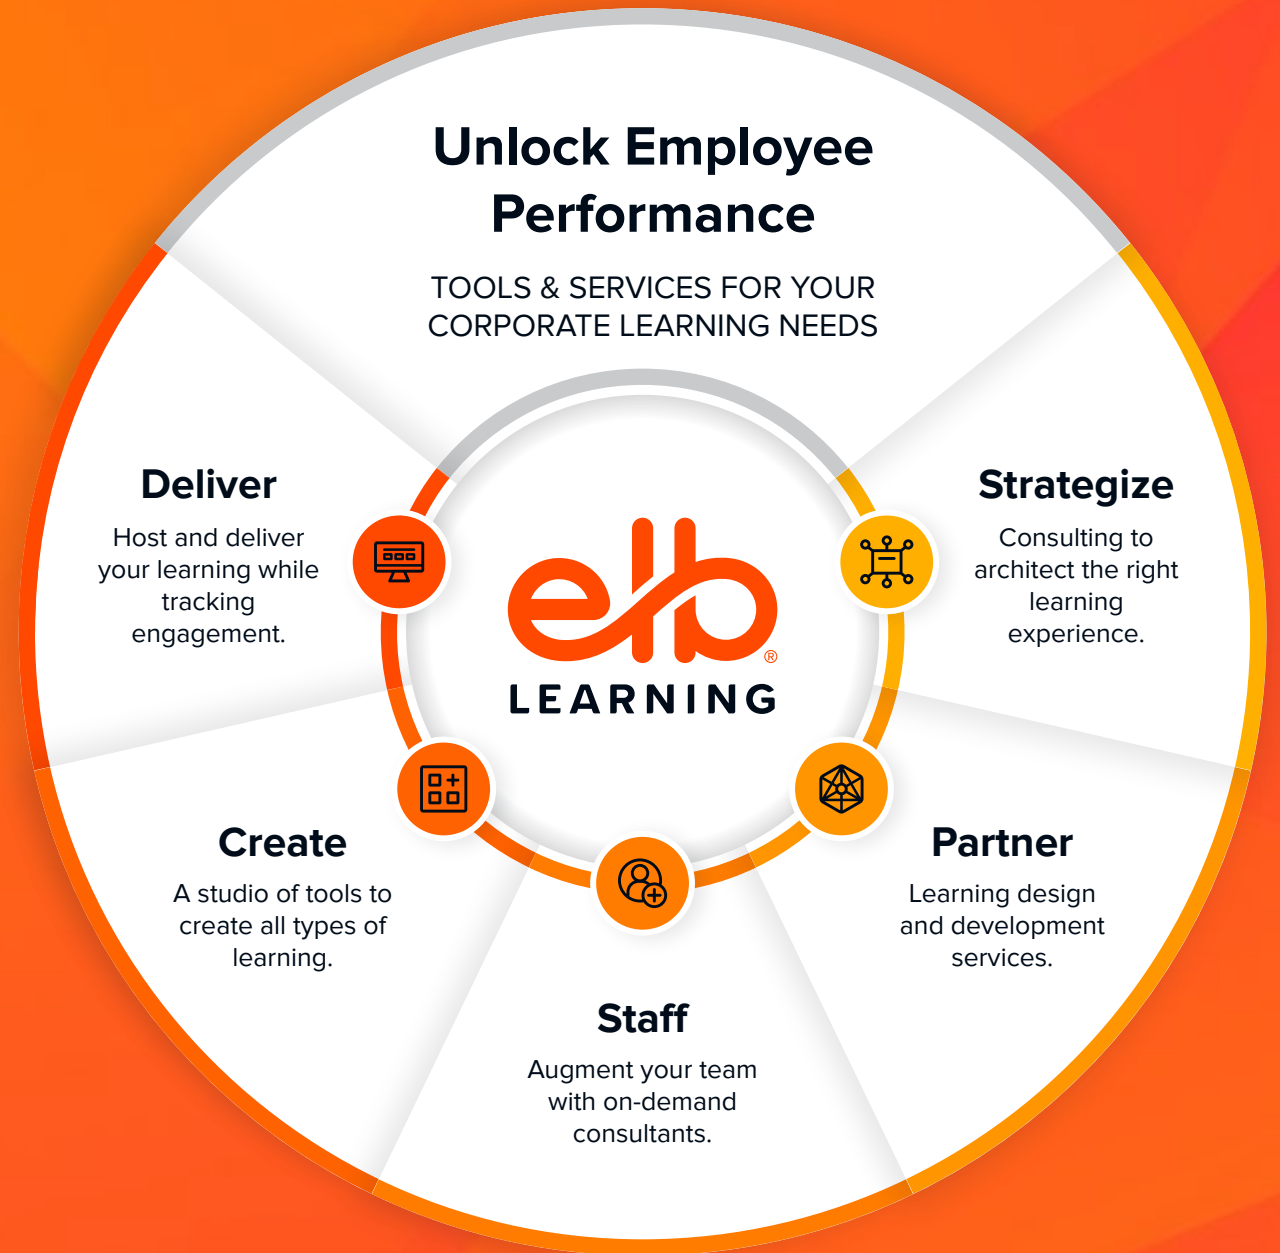 Unlock Employee
Performance
TOOLS & SERVICES FOR YOUR
CORPORATE LEARNING NEEDS
Strategize
Consulting to
architect the right
learning
experience.
Partner
Learning design
and development
services.
Staff
Augment your team
with on-demand
consultants.
Create
A studio of tools to
create all types of
learning.
Deliver
Host and deliver
your learning while
tracking
engagement.
elb®
LEARNING